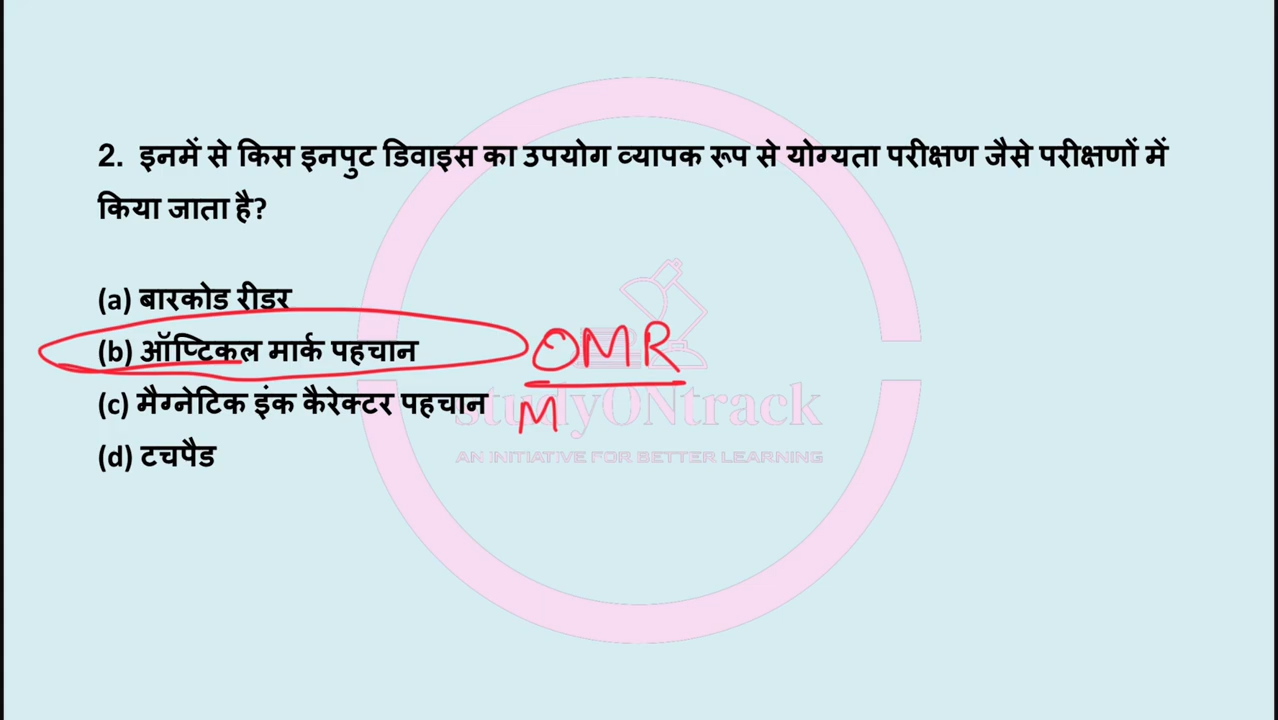 2. इनमें से किस इनपुट डिवाइस का उपयोग व्यापक रूप से योग्यता परीक्षण जैसे परीक्षणों में
किया जाता है?
(a) बारकोड रीडर
(b) ऑप्टिकल मार्क पहचान OMR
(c) मैग्नेटिक इंक कैरेक्टर पहचान M
(d) टचपैड
studyONtrack
AN INITIATIVE FOR BETTER LEARNING